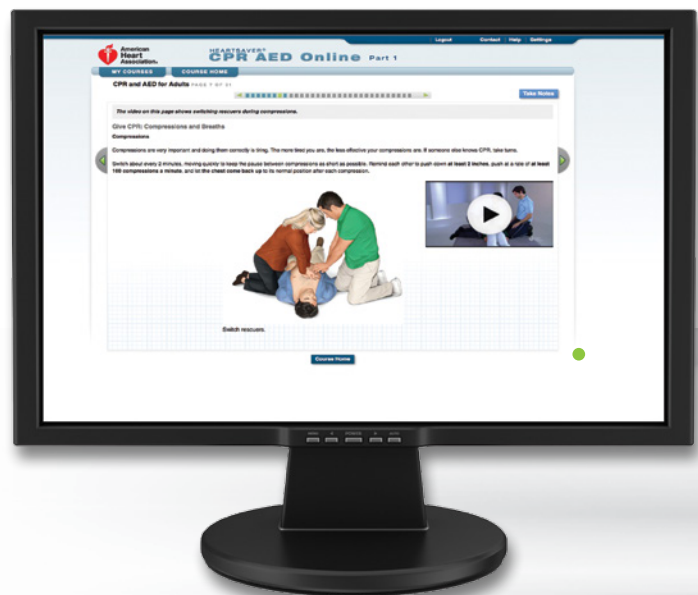 Logout Contact Help Settings
American
Heart
Association®
HEARTSAVER®
CPR AED Online Part 1
MY COURSES COURSE HOME
CPR and AED for Adults PAGE 7 OF 21
Take Notes
The video on this page shows switching rescuers during compressions.
Give CPR: Compressions and Breaths
Compressions
Compressions are very important and doing them correctly is tiring. The more tired you are, the less effective your compressions are. If someone else knows CPR, take turns.
Switch about every 2 minutes, moving quickly to keep the pause between compressions as short as possible. Remind each other to push down at least 2 inches, push at a rate of at least
100 compressions a minute, and let the chest come back up to its normal position after each compression.
Switch rescuers.
Course Home